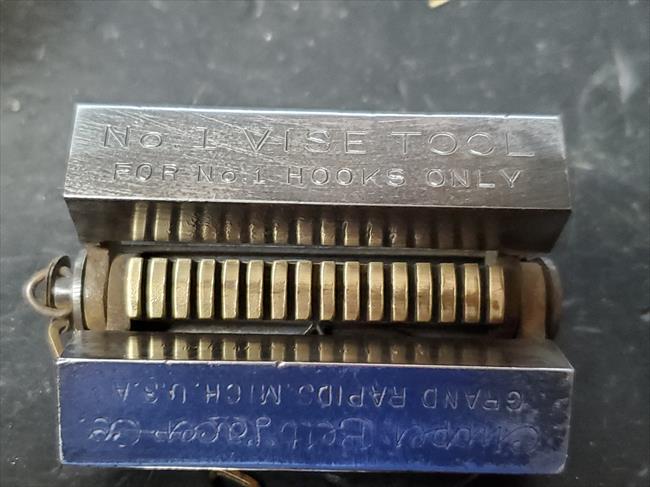 No. 1 VISE TOOL
FOR No. 1 HOOKS ONLY
Clipper Belt Lacer Co.
GRAND RAPIDS, MICH. U.S.A